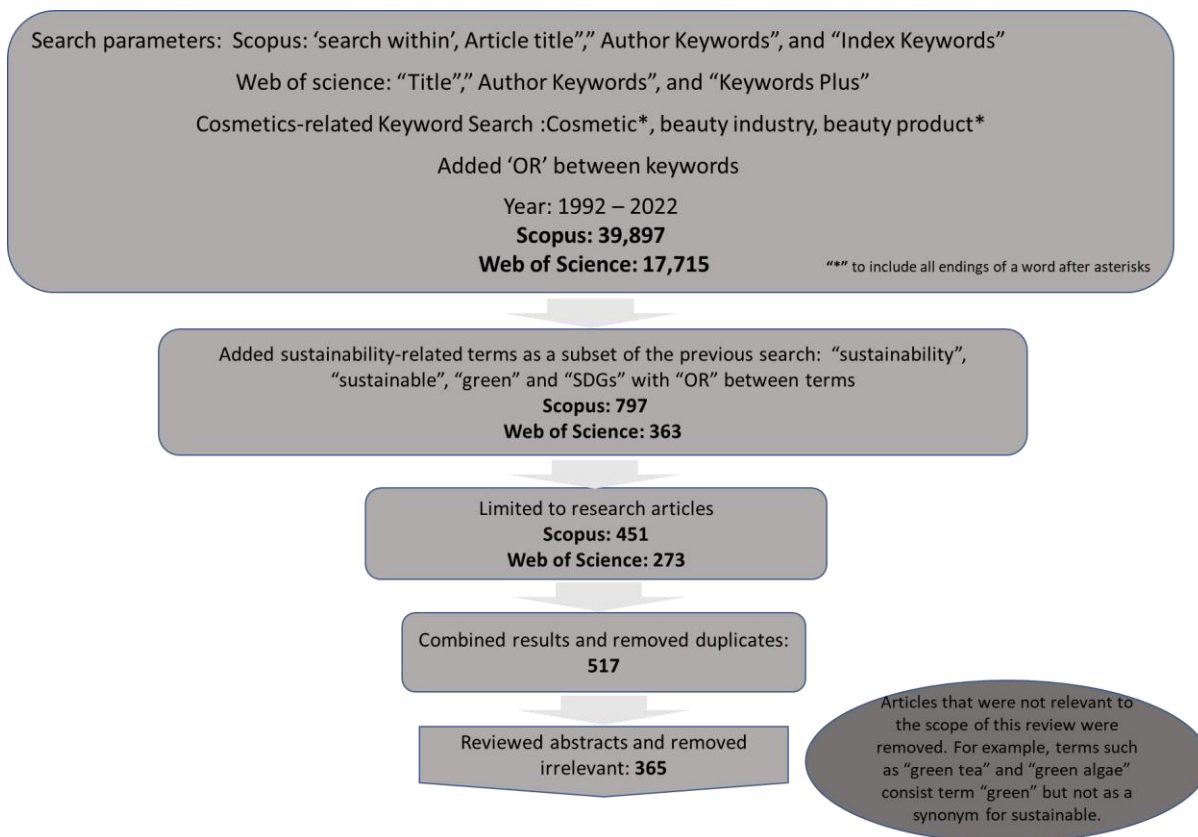 Search parameters:  Scopus: ‘search within’, Article title”,” Author Keywords”, and “Index Keywords”
Web of science: “Title”,” Author Keywords”, and “Keywords Plus”
Cosmetics-related Keyword Search :Cosmetic*, beauty industry, beauty product*
Added ‘OR’ between keywords
Year: 1992 – 2022
Scopus: 39,897
Web of Science: 17,715
“*” to include all endings of a word after asterisks
Added sustainability-related terms as a subset of the previous search:  “sustainability”,
“sustainable”, “green” and “SDGs” with “OR” between terms
Scopus: 797
Web of Science: 363
Limited to research articles
Scopus: 451
Web of Science: 273
Combined results and removed duplicates:
517
Reviewed abstracts and removed
irrelevant: 365
Articles that were not relevant to
the scope of this review were
removed. For example, terms such
as “green tea” and “green algae”
consist term “green” but not as a
synonym for sustainable.